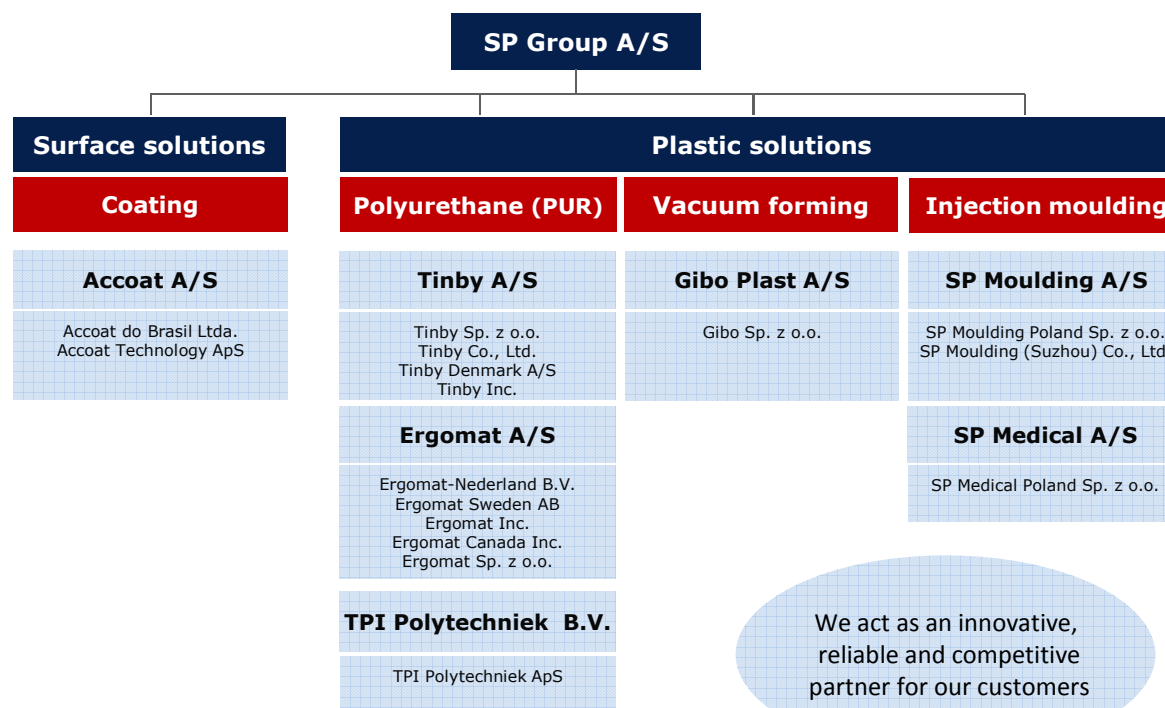 SP Group A/S
Surface solutions
Plastic solutions
Coating
Polyurethane (PUR)
Vacuum forming
Injection moulding
Accoat A/S
Accoat do Brasil Ltda.
Accoat Technology ApS
Tinby A/S
Tinby Sp. z o.o.
Tinby Co., Ltd.
Tinby Denmark A/S
Tinby Inc.
Ergomat A/S
Ergomat-Nederland B.V.
Ergomat Sweden AB
Ergomat Inc.
Ergomat Canada Inc.
Ergomat Sp. z o.o.
TPI Polytechniek B.V.
TPI Polytechniek ApS
Gibo Plast A/S
Gibo Sp. z o.o.
SP Moulding A/S
SP Moulding Poland Sp. z o.o.
SP Moulding (Suzhou) Co., Ltd
SP Medical A/S
SP Medical Poland Sp. z o.o.
We act as an innovative,
reliable and competitive
partner for our customers